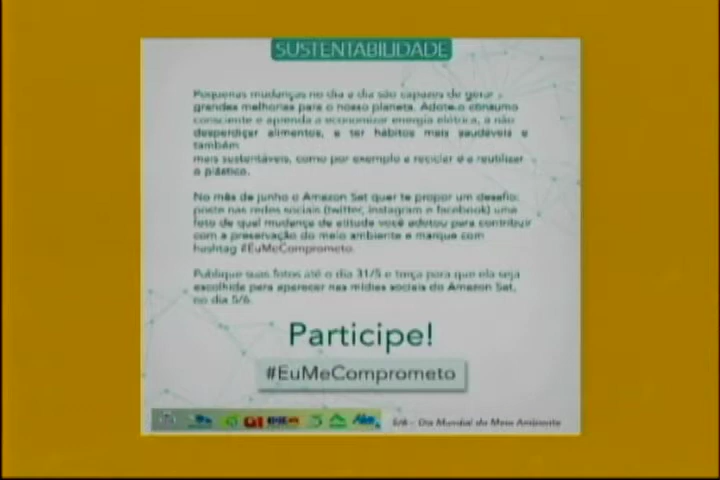 SUSTENTABILIDADE
Pequenas mudanças no dia a dia são capazes de gerar
grandes melhorias para o nosso planeta. Adote o consumo
consciente e aprenda a economizar energia elétrica, a não
desperdiçar alimentos, a ter hábitos mais saudáveis e
também
mais sustentáveis, como por exemplo a reciclar e a reutilizar
o plástico.
No mês de junho o Amazon Sat quer te propor um desafio:
poste nas redes sociais (twitter, instagram e facebook) uma
foto de qual mudança de atitude você adotou para contribuir
com a preservação do meio ambiente e marque com
hashtag #EuMeComprometo.
Publique suas fotos até o dia 31/5 e torça para que ela seja
escolhida para aparecer nas mídias sociais do Amazon Sat,
no dia 5/6.
Participe!
#EuMeComprometo
G1
5/6 - Dia Mundial do Meio Ambiente